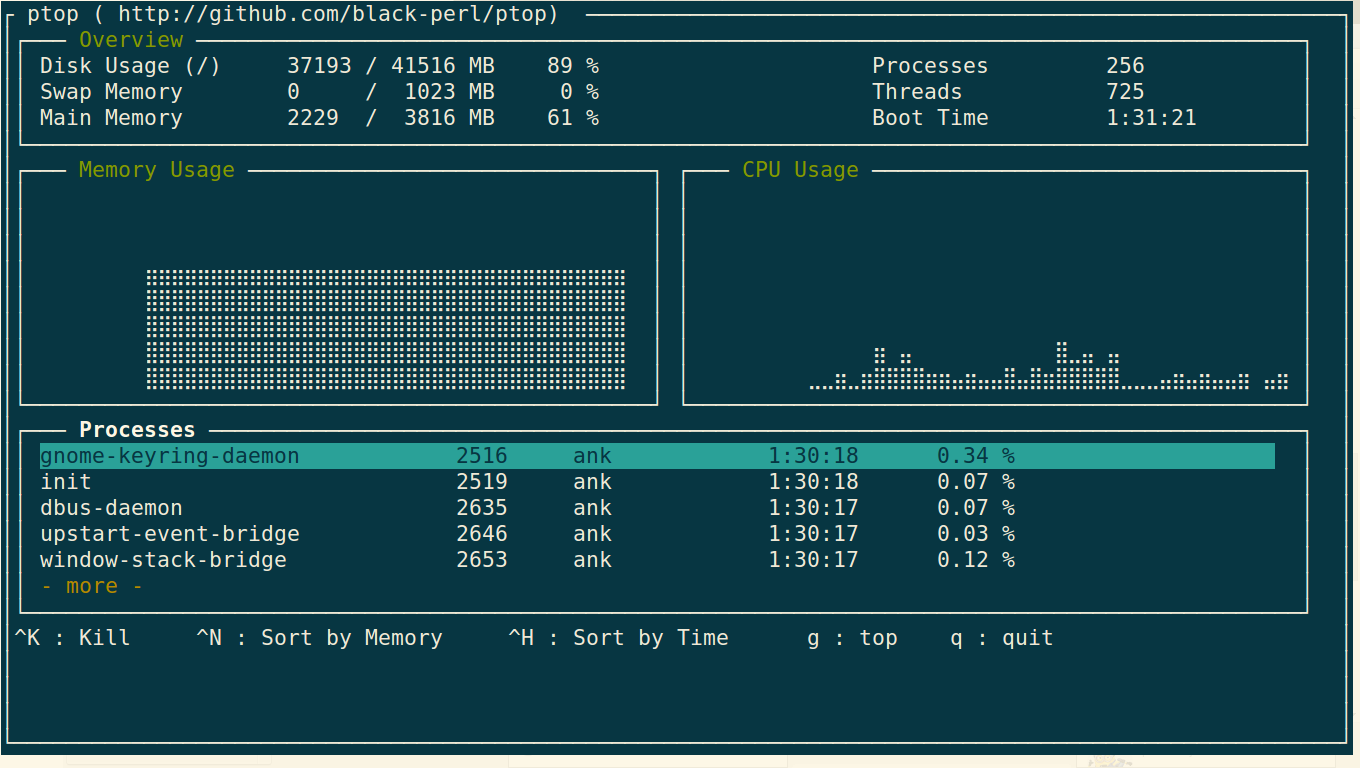 ptop ( http://github.com/black-perl/ptop)
Overview
Disk Usage (/) 37193 / 41516 MB 89 % Processes 256
Swap Memory 0 / 1023 MB 0 % Threads 725
Main Memory 2229 / 3816 MB 61 % Boot Time 1:31:21
Memory Usage CPU Usage
Processes
gnome-keyring-daemon 2516 ank 1:30:18 0.34 %
init 2519 ank 1:30:18 0.07 %
dbus-daemon 2635 ank 1:30:17 0.07 %
upstart-event-bridge 2646 ank 1:30:17 0.03 %
window-stack-bridge 2653 ank 1:30:17 0.12 %
- more -
^K : Kill ^N : Sort by Memory ^H : Sort by Time g : top q : quit